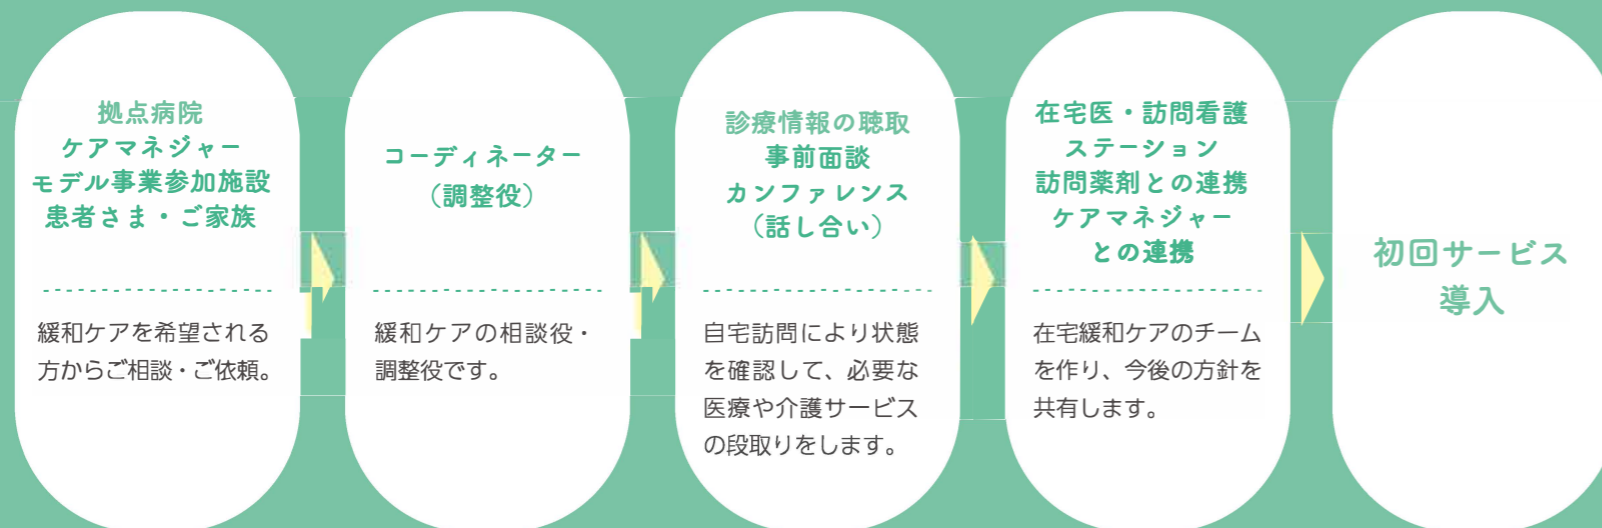 拠点病院
ケアマネジャー
モデル事業参加施設
患者さま・ご家族
緩和ケアを希望される
方からご相談・ご依頼。
コーディネーター
（調整役）
緩和ケアの相談役・
調整役です。
診療情報の聴取
事前面談
カンファレンス
（話し合い）
自宅訪問により状態
を確認して、必要な
医療や介護サービス
の段取りをします。
在宅医・訪問看護
ステーション
訪問薬剤との連携
ケアマネジャー
との連携
在宅緩和ケアのチーム
を作り、今後の方針を
共有します。
初回サービス
導入